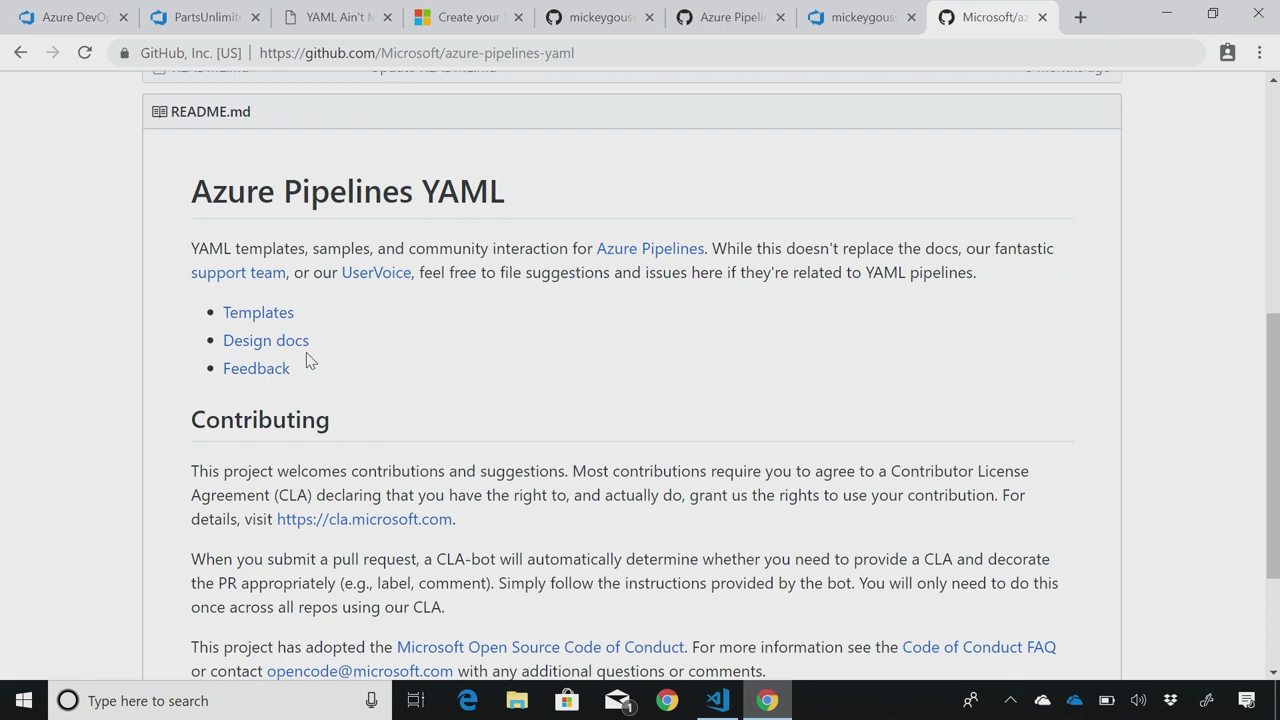 Azure DevOp
PartsUnlimite
YAML Ain't M
Create your
mickeygouss
Azure Pipelin
mickeygouss
Microsoft/az
GitHub, Inc. [US]
https://github.com/Microsoft/azure-pipelines-yaml
README.md
Azure Pipelines YAML
YAML templates, samples, and community interaction for Azure Pipelines. While this doesn't replace the docs, our fantastic
support team, or our UserVoice, feel free to file suggestions and issues here if they're related to YAML pipelines.
Templates
Design docs
Feedback
Contributing
This project welcomes contributions and suggestions. Most contributions require you to agree to a Contributor License
Agreement (CLA) declaring that you have the right to, and actually do, grant us the rights to use your contribution. For
details, visit https://cla.microsoft.com.
When you submit a pull request, a CLA-bot will automatically determine whether you need to provide a CLA and decorate
the PR appropriately (e.g., label, comment). Simply follow the instructions provided by the bot. You will only need to do this
once across all repos using our CLA.
This project has adopted the Microsoft Open Source Code of Conduct. For more information see the Code of Conduct FAQ
or contact opencode@microsoft.com with any additional questions or comments.
Type here to search
1